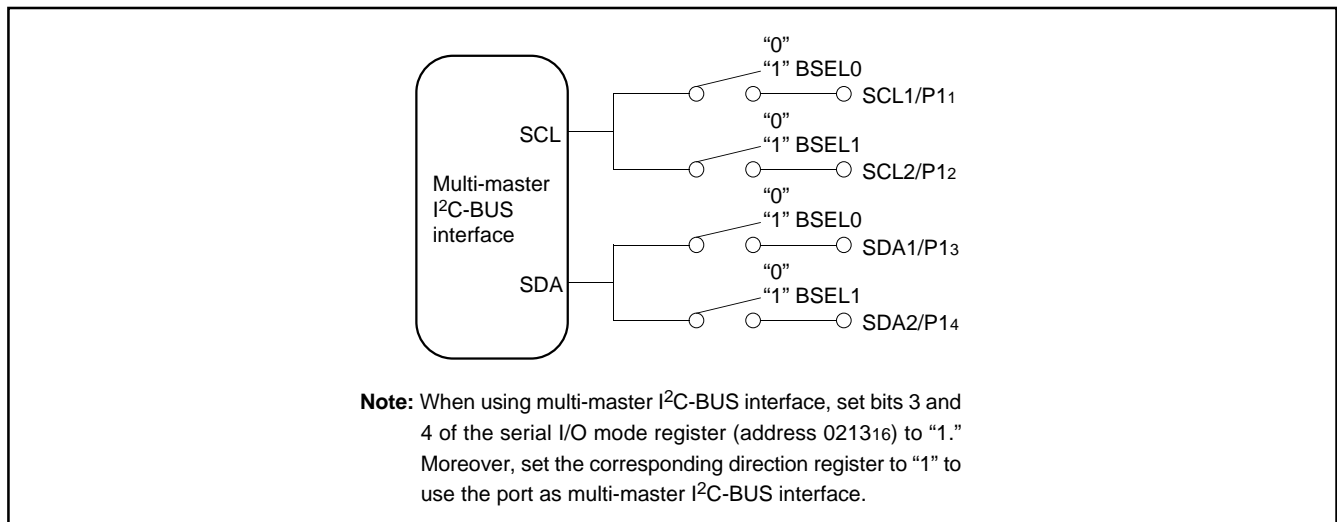 “0”
“1” BSEL0
SCL1/P11
SCL
“0”
“1” BSEL1
SCL2/P12
Multi-master
I2C-BUS
interface
“0”
“1” BSEL0
SDA1/P13
SDA
“0”
“1” BSEL1
SDA2/P14
Note: When using multi-master I2C-BUS interface, set bits 3 and
4 of the serial I/O mode register (address 021316) to “1.”
Moreover, set the corresponding direction register to “1” to
use the port as multi-master I2C-BUS interface.